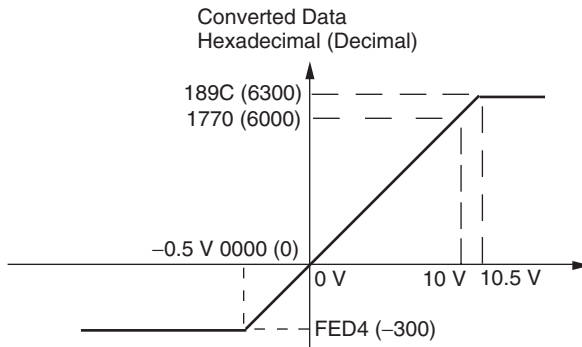 Converted Data
Hexadecimal (Decimal)
189C (6300)
1770 (6000)
−0.5 V 0000 (0)
0 V
10 V
10.5 V
FED4 (−300)